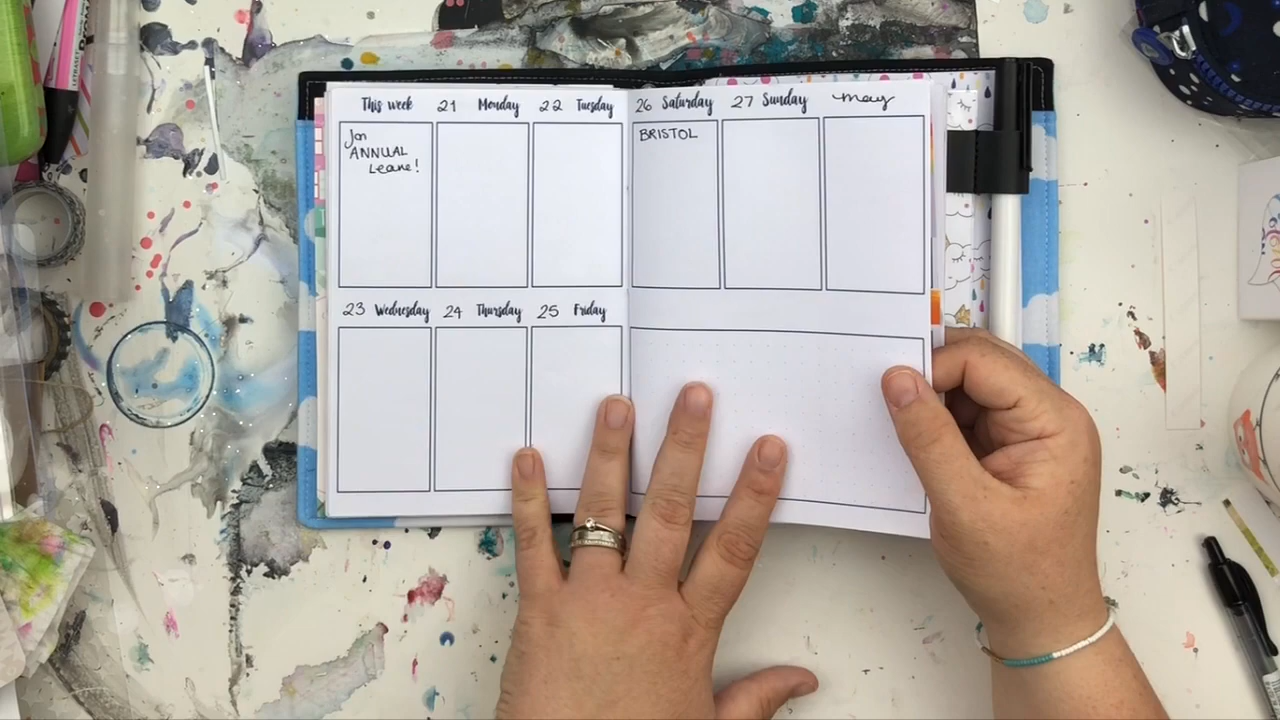 This week 21 Monday 22 Tuesday 26 Saturday 27 Sunday may
Jon
ANNUAL
Leave!
BRISTOL
23 Wednesday 24 Thursday 25 Friday